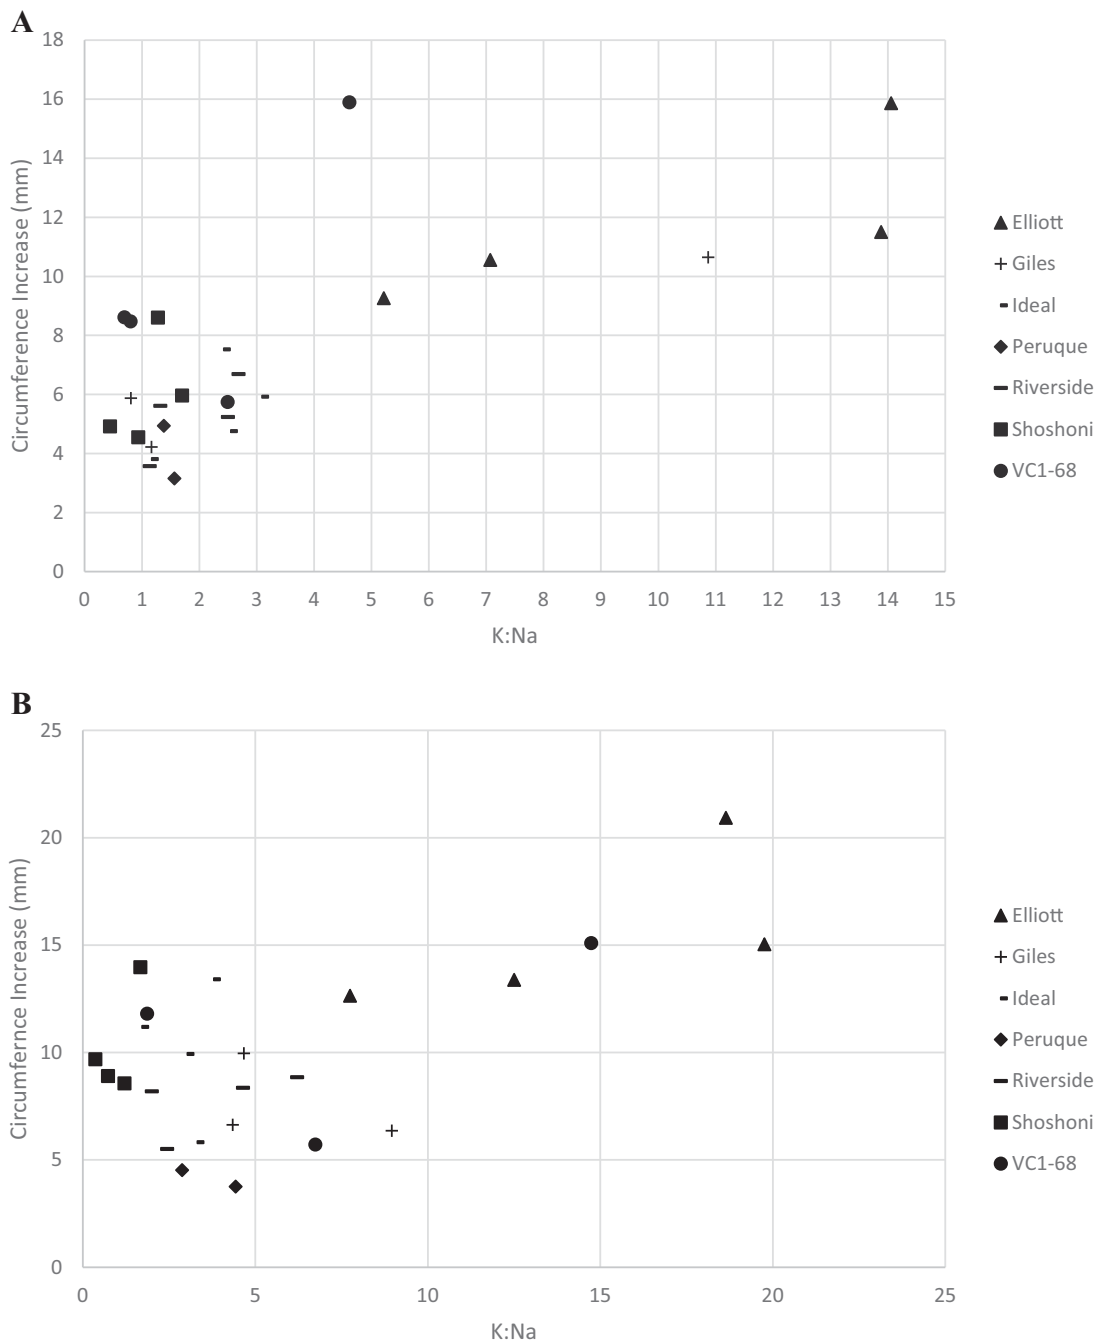 A
18
16
14
12
10
8
6
4
2
0
Circumference Increase (mm)
0 1 2 3 4 5 6 7 8 9 10 11 12 13 14 15
K:Na
Elliott
Giles
Ideal
Peruque
Riverside
Shoshoni
VC1-68
B
25
20
15
10
5
0
Circumfernce Increase (mm)
0 5 10 15 20 25
K:Na
Elliott
Giles
Ideal
Peruque
Riverside
Shoshoni
VC1-68